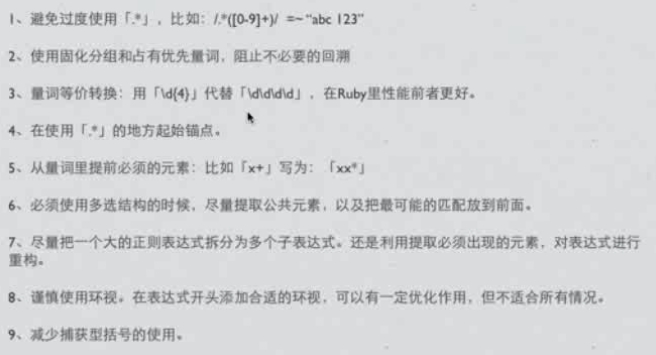 1、避免过度使用「.*」, 比如: /.*([0-9]+)/ =~ “abc 123”
2、使用固化分组和占有优先量词, 阻止不必要的回溯
3、量词等价转换: 用「\d{4}」代替「\d\d\d\d」, 在Ruby里性能前者更好。
4、在使用「.*」的地方起始锚点。
5、从量词里提前必须的元素: 比如「x+」写为: 「xx*」
6、必须使用多选结构的时候, 尽量提取公共元素, 以及把最可能的匹配放到前面。
7、尽量把一个大的正则表达式拆分为多个子表达式。还是利用提取必须出现的元素, 对表达式进行
重构。
8、谨慎使用环视。在表达式开头添加合适的环视, 可以有一定优化作用, 但不适合所有情况。
9、减少捕获型括号的使用。